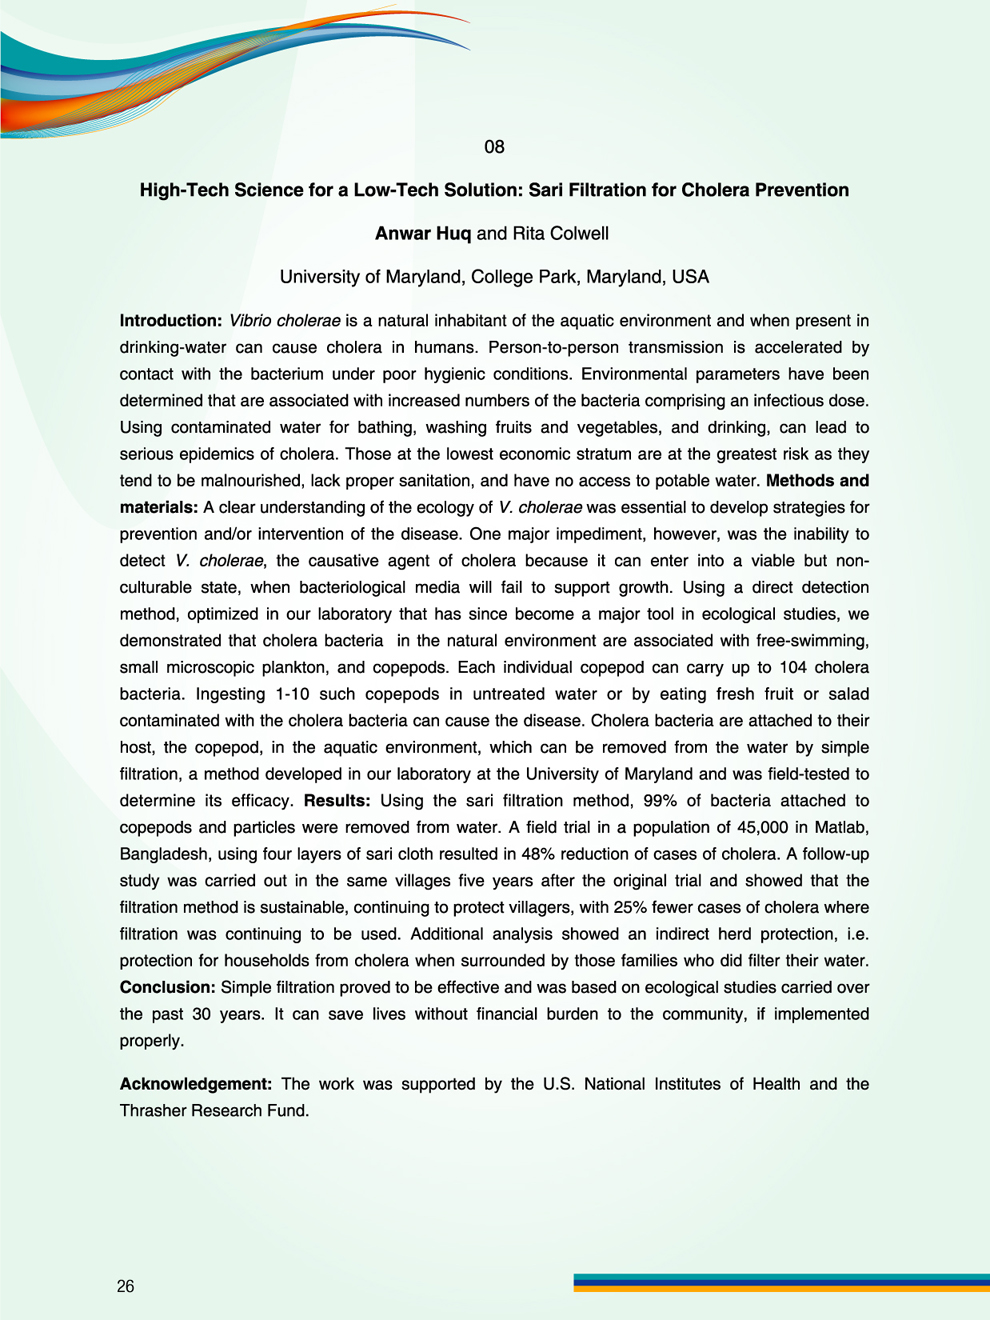 08
High-Tech Science for a Low-Tech Solution: Sari Filtration for Cholera Prevention
Anwar Huq and Rita Colwell
University of Maryland, College Park, Maryland, USA
Introduction: Vibrio cholerae is a natural inhabitant of the aquatic environment and when present in
drinking-water can cause cholera in humans. Person-to-person transmission is accelerated by
contact with the bacterium under poor hygienic conditions. Environmental parameters have been
determined that are associated with increased numbers of the bacteria comprising an infectious dose.
Using contaminated water for bathing, washing fruits and vegetables, and drinking, can lead to
serious epidemics of cholera. Those at the lowest economic stratum are at the greatest risk as they
tend to be malnourished, lack proper sanitation, and have no access to potable water. Methods and
materials: A clear understanding of the ecology of V. cholerae was essential to develop strategies for
prevention and/or intervention of the disease. One major impediment, however, was the inability to
detect V. cholerae, the causative agent of cholera because it can enter into a viable but non-
culturable state, when bacteriological media will fail to support growth. Using a direct detection
method, optimized in our laboratory that has since become a major tool in ecological studies, we
demonstrated that cholera bacteria in the natural environment are associated with free-swimming,
small microscopic plankton, and copepods. Each individual copepod can carry up to 104 cholera
bacteria. Ingesting 1-10 such copepods in untreated water or by eating fresh fruit or salad
contaminated with the cholera bacteria can cause the disease. Cholera bacteria are attached to their
host, the copepod, in the aquatic environment, which can be removed from the water by simple
filtration, a method developed in our laboratory at the University of Maryland and was field-tested to
determine its efficacy. Results: Using the sari filtration method, 99% of bacteria attached to
copepods and particles were removed from water. A field trial in a population of 45,000 in Matlab,
Bangladesh, using four layers of sari cloth resulted in 48% reduction of cases of cholera. A follow-up
study was carried out in the same villages five years after the original trial and showed that the
filtration method is sustainable, continuing to protect villagers, with 25% fewer cases of cholera where
filtration was continuing to be used. Additional analysis showed an indirect herd protection, i.e.
protection for households from cholera when surrounded by those families who did filter their water.
Conclusion: Simple filtration proved to be effective and was based on ecological studies carried over
the past 30 years. It can save lives without financial burden to the community, if implemented
properly.
Acknowledgement: The work was supported by the U.S. National Institutes of Health and the
Thrasher Research Fund.
26